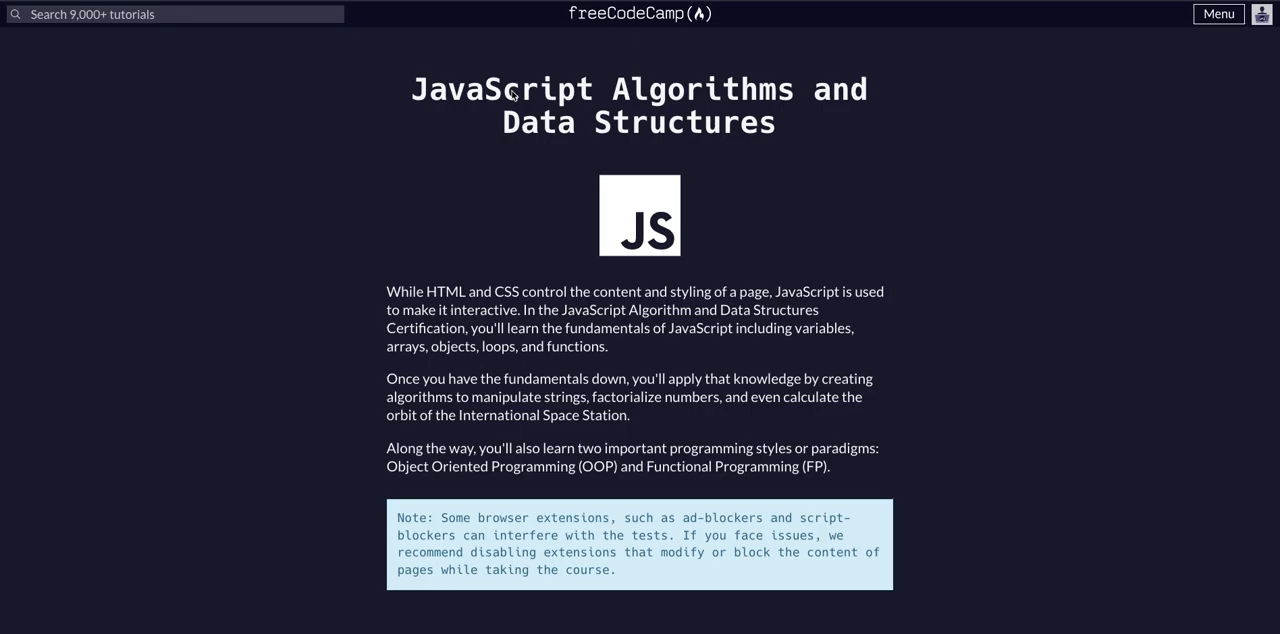 Search 9,000+ tutorials
freeCodeCamp(🔥)
Menu
JavaScript Algorithms and
Data Structures
JS
While HTML and CSS control the content and styling of a page, JavaScript is used
to make it interactive. In the JavaScript Algorithm and Data Structures
Certification, you'll learn the fundamentals of JavaScript including variables,
arrays, objects, loops, and functions.
Once you have the fundamentals down, you'll apply that knowledge by creating
algorithms to manipulate strings, factorialize numbers, and even calculate the
orbit of the International Space Station.
Along the way, you'll also learn two important programming styles or paradigms:
Object Oriented Programming (OOP) and Functional Programming (FP).
Note: Some browser extensions, such as ad-blockers and script-
blockers can interfere with the tests. If you face issues, we
recommend disabling extensions that modify or block the content of
pages while taking the course.